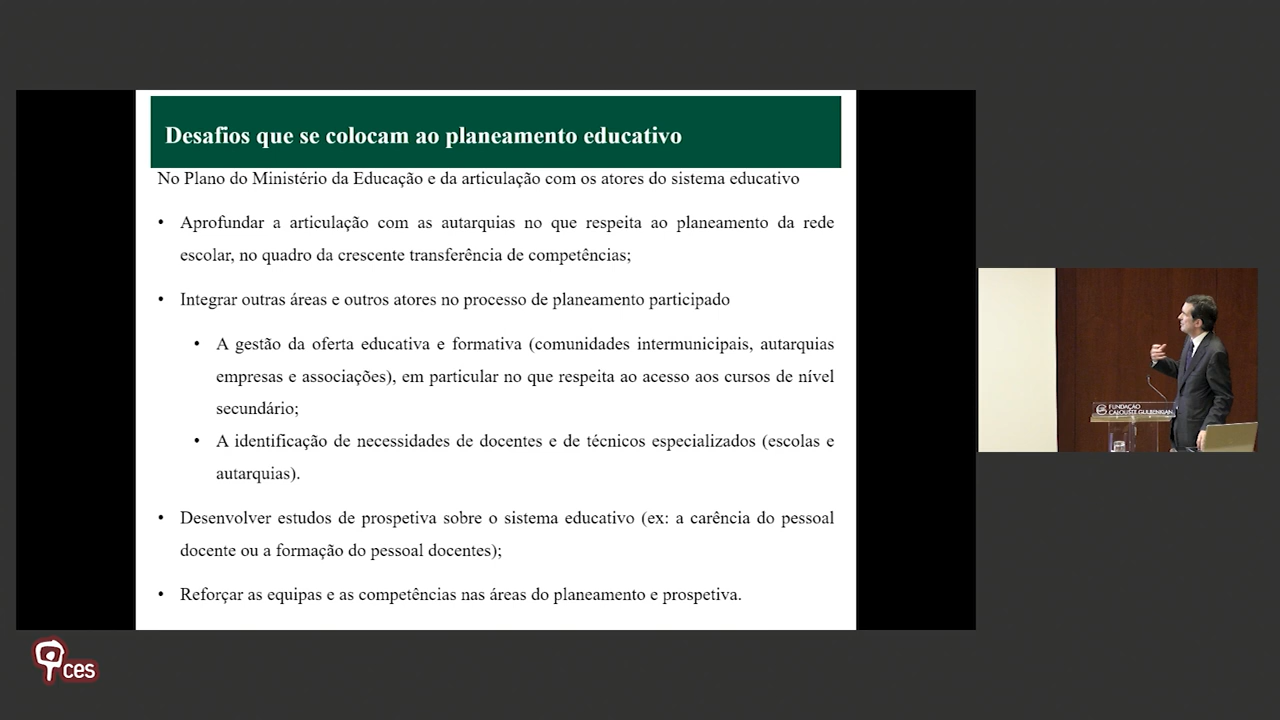 Desafios que se colocam ao planeamento educativo
No Plano do Ministério da Educação e da articulação com os atores do sistema educativo
• Aprofundar a articulação com as autarquias no que respeita ao planeamento da rede
escolar, no quadro da crescente transferência de competências;
• Integrar outras áreas e outros atores no processo de planeamento participado
• A gestão da oferta educativa e formativa (comunidades intermunicipais, autarquias
empresas e associações), em particular no que respeita ao acesso aos cursos de nível
secundário;
• A identificação de necessidades de docentes e de técnicos especializados (escolas e
autarquias).
• Desenvolver estudos de prospetiva sobre o sistema educativo (ex: a carência do pessoal
docente ou a formação do pessoal docentes);
• Reforçar as equipas e as competências nas áreas do planeamento e prospetiva.
FUNDAÇÃO
CALOUSTE GULBENKIAN
ces